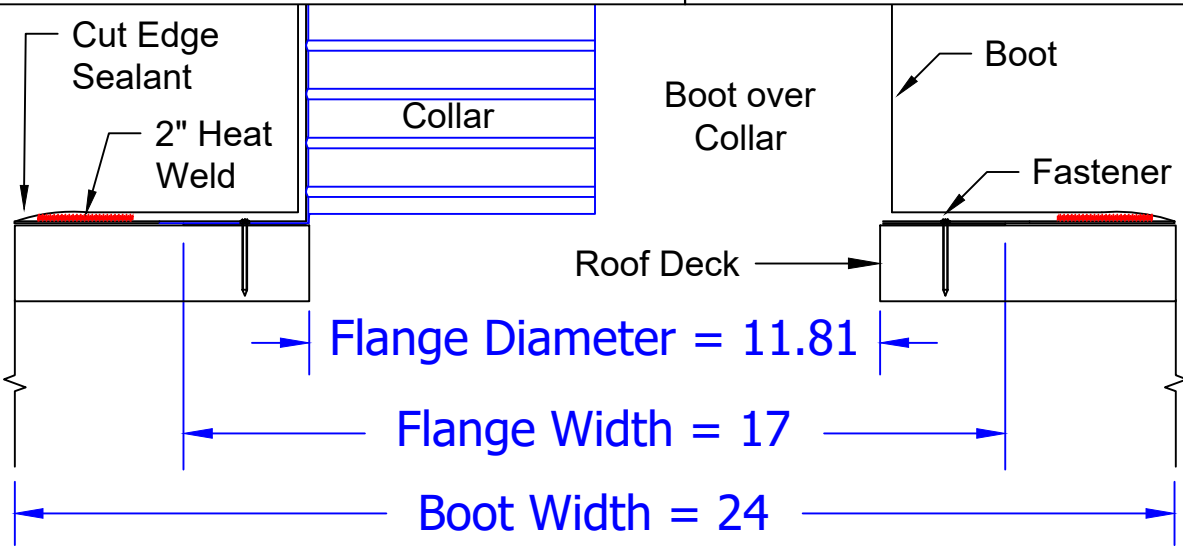 Cut Edge
Sealant
2" Heat
Weld
Collar
Boot over
Collar
Boot
Fastener
Roof Deck
Flange Diameter = 11.81
Flange Width = 17
Boot Width = 24